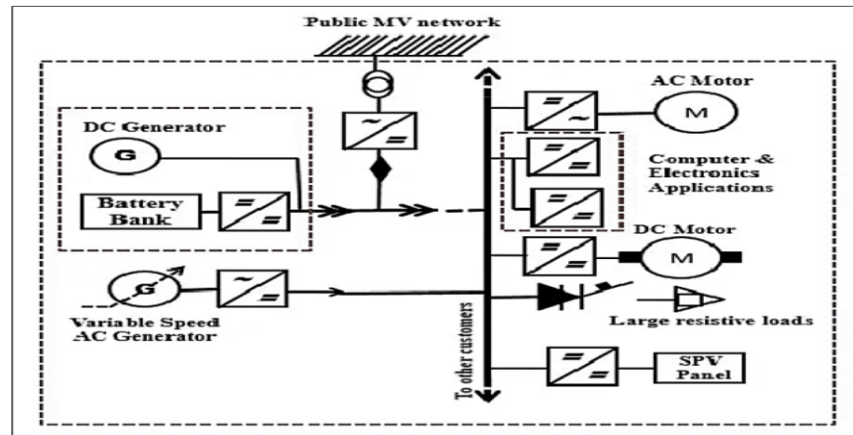 Public MV network
AC Motor
M
DC Generator
G
Computer &
Electronics
Applications
Battery
Bank
DC Motor
M
G
Variable Speed
AC Generator
Large resistive loads
To other customers
SPV
Panel